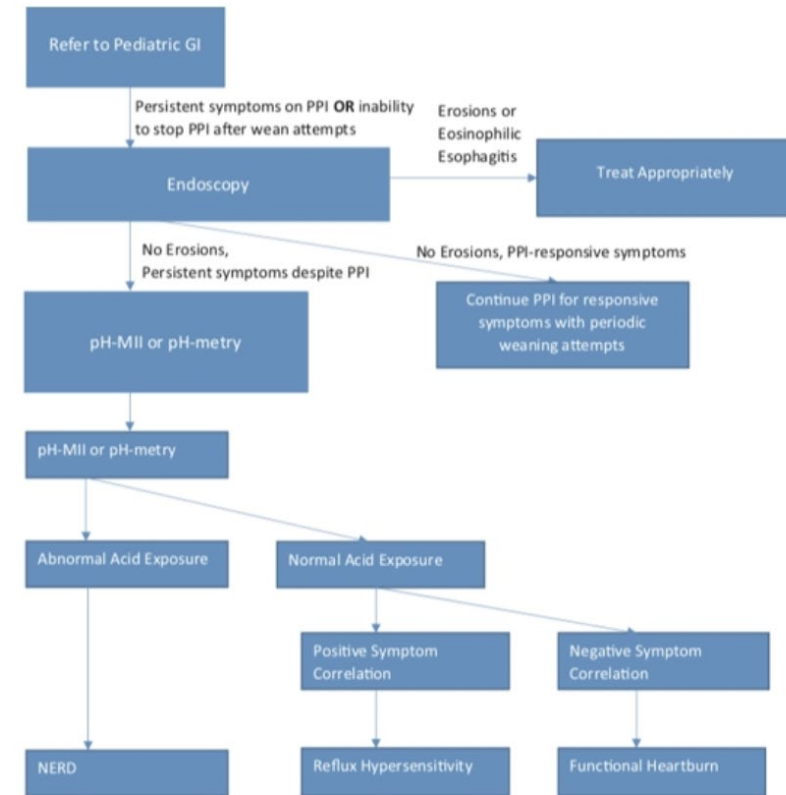 Refer to Pediatric GI
Persistent symptoms on PPI OR inability
to stop PPI after wean attempts
Erosions or
Eosinophilic
Esophagitis
Endoscopy
Treat Appropriately
No Erosions,
Persistent symptoms despite PPI
No Erosions, PPI-responsive symptoms
Continue PPI for responsive
symptoms with periodic
weaning attempts
pH-MII or pH-metry
pH-MII or pH-metry
Abnormal Acid Exposure
Normal Acid Exposure
Positive Symptom
Correlation
Negative Symptom
Correlation
NERD
Reflux Hypersensitivity
Functional Heartburn